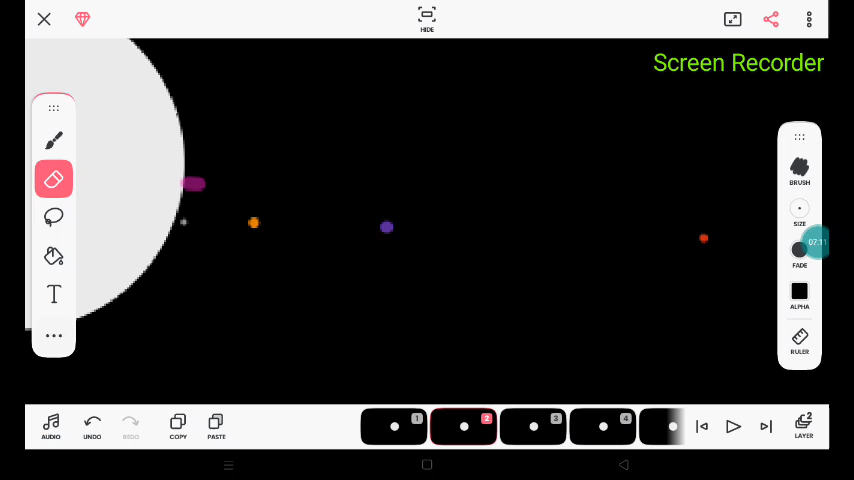 HIDE
Screen Recorder
BRUSH
SIZE
07:11
FADE
ALPHA
RULER
T
1
2
3
4
AUDIO
UNDO
REDO
COPY
PASTE
2
LAYER